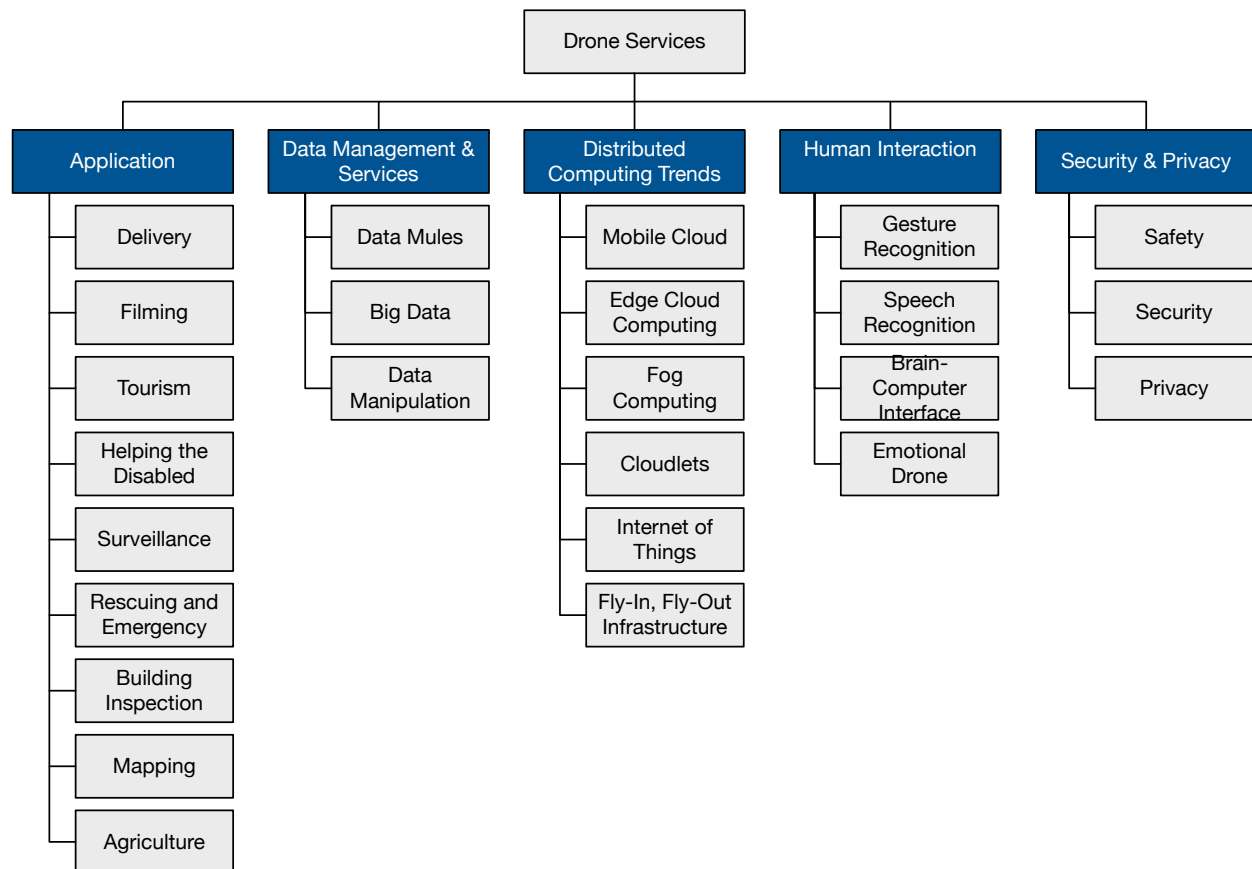 Drone Services
Application
Delivery
Filming
Tourism
Helping the
Disabled
Surveillance
Rescuing and
Emergency
Building
Inspection
Mapping
Agriculture
Data Management &
Services
Data Mules
Big Data
Data
Manipulation
Distributed
Computing Trends
Mobile Cloud
Edge Cloud
Computing
Fog
Computing
Cloudlets
Internet of
Things
Fly-In, Fly-Out
Infrastructure
Human Interaction
Gesture
Recognition
Speech
Recognition
Brain-
Computer
Interface
Emotional
Drone
Security & Privacy
Safety
Security
Privacy